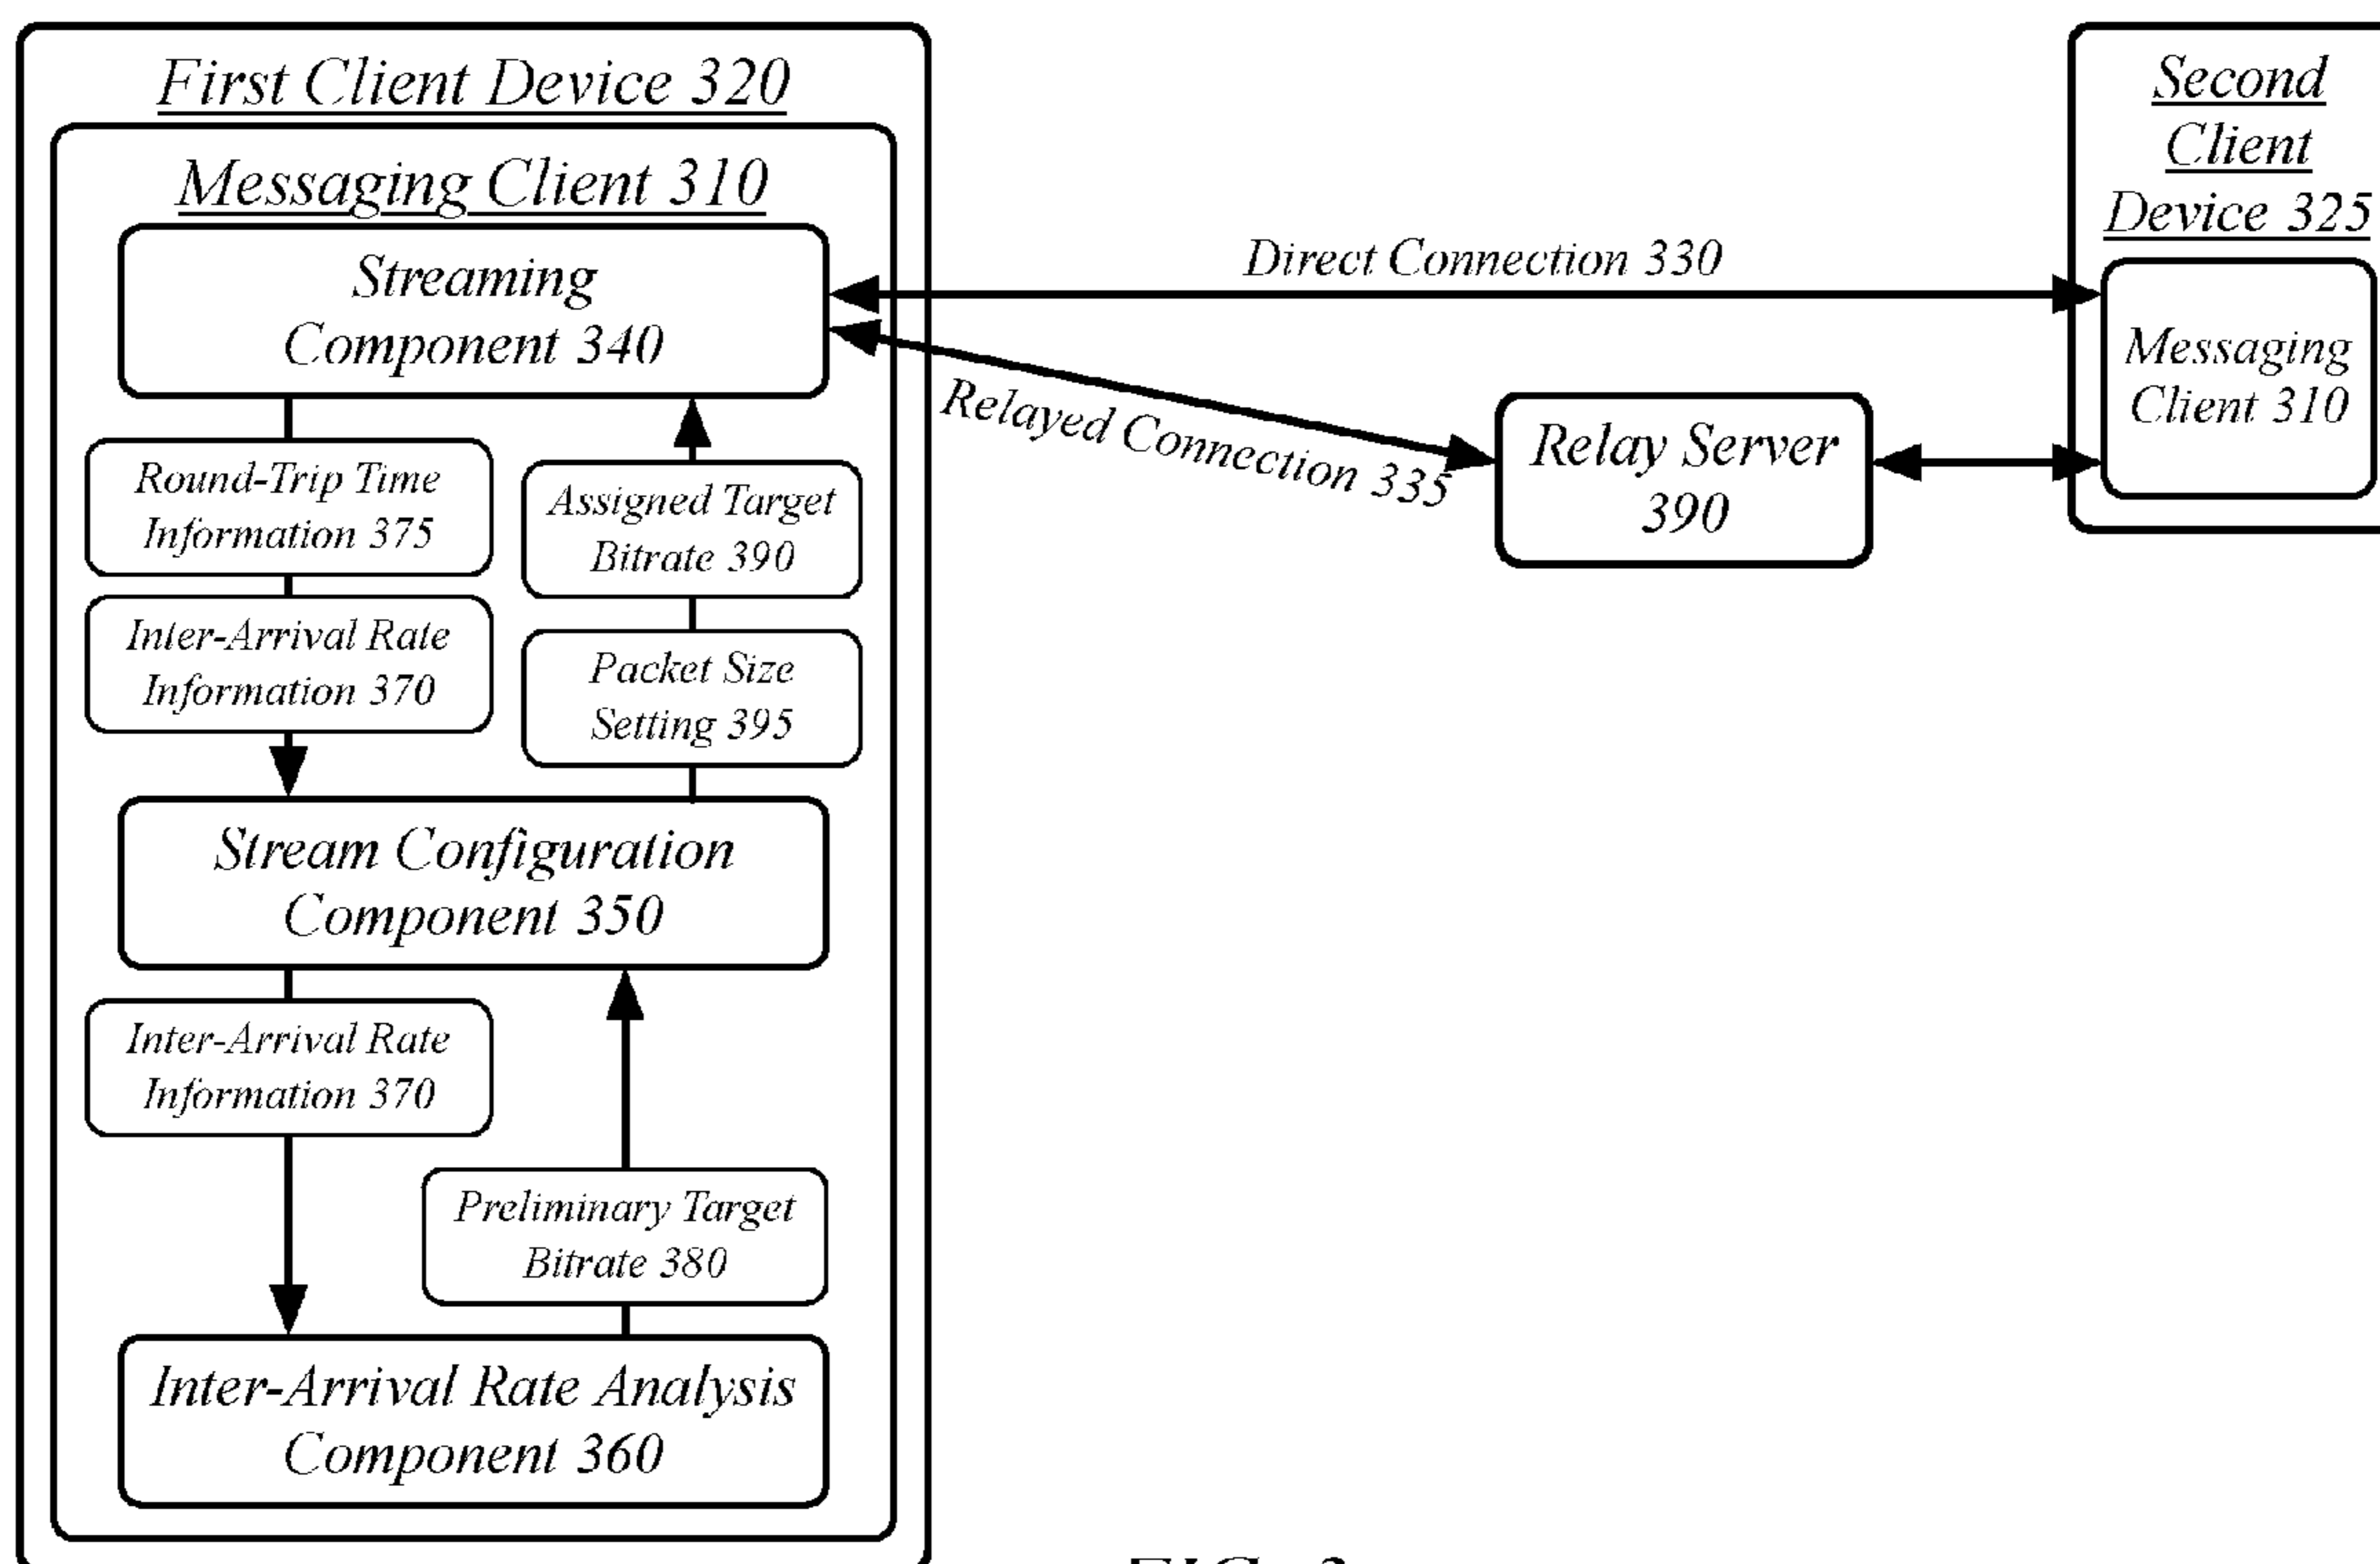 First Client Device 320
Messaging Client 310
Streaming
Component 340
Round-Trip Time
Information 375
Inter-Arrival Rate
Information 370
Assigned Target
Bitrate 390
Packet Size
Setting 395
Stream Configuration
Component 350
Inter-Arrival Rate
Information 370
Preliminary Target
Bitrate 380
Inter-Arrival Rate Analysis
Component 360
Direct Connection 330
Relayed Connection 335
Relay Server
390
Second
Client
Device 325
Messaging
Client 310